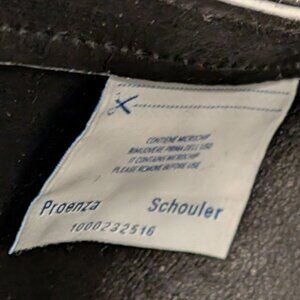 CONTIENE MICROCHIP
RIMUOVERE PRIMA DELL'USO
IT CONTAINS MICROCHIP
PLEASE REMOVE BEFORE USE
Proenza Schouler
1000232516